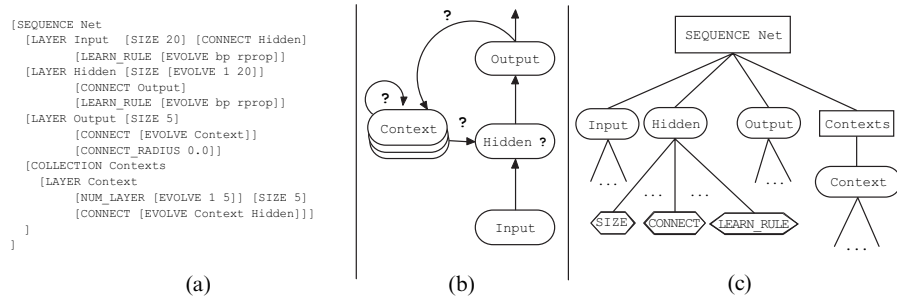 [SEQUENCE Net
[LAYER Input [SIZE 20] [CONNECT Hidden]
[LEARN_RULE [EVOLVE bp rprop]]
[LAYER Hidden [SIZE [EVOLVE 1 20]]
[CONNECT Output]
[LEARN_RULE [EVOLVE bp rprop]]
[LAYER Output [SIZE 5]
[CONNECT [EVOLVE Context]]
[CONNECT_RADIUS 0.0]]
[COLLECTION Contexts
[LAYER Context
[NUM_LAYER [EVOLVE 1 5]] [SIZE 5]
[CONNECT [EVOLVE Context Hidden]]]
]
]
(a)
?
Output
?
Context
?
Hidden ?
Input
(b)
SEQUENCE Net
Input
Hidden
Output
Contexts
...
... ...
...
Context
SIZE
CONNECT
LEARN_RULE
...
(c)